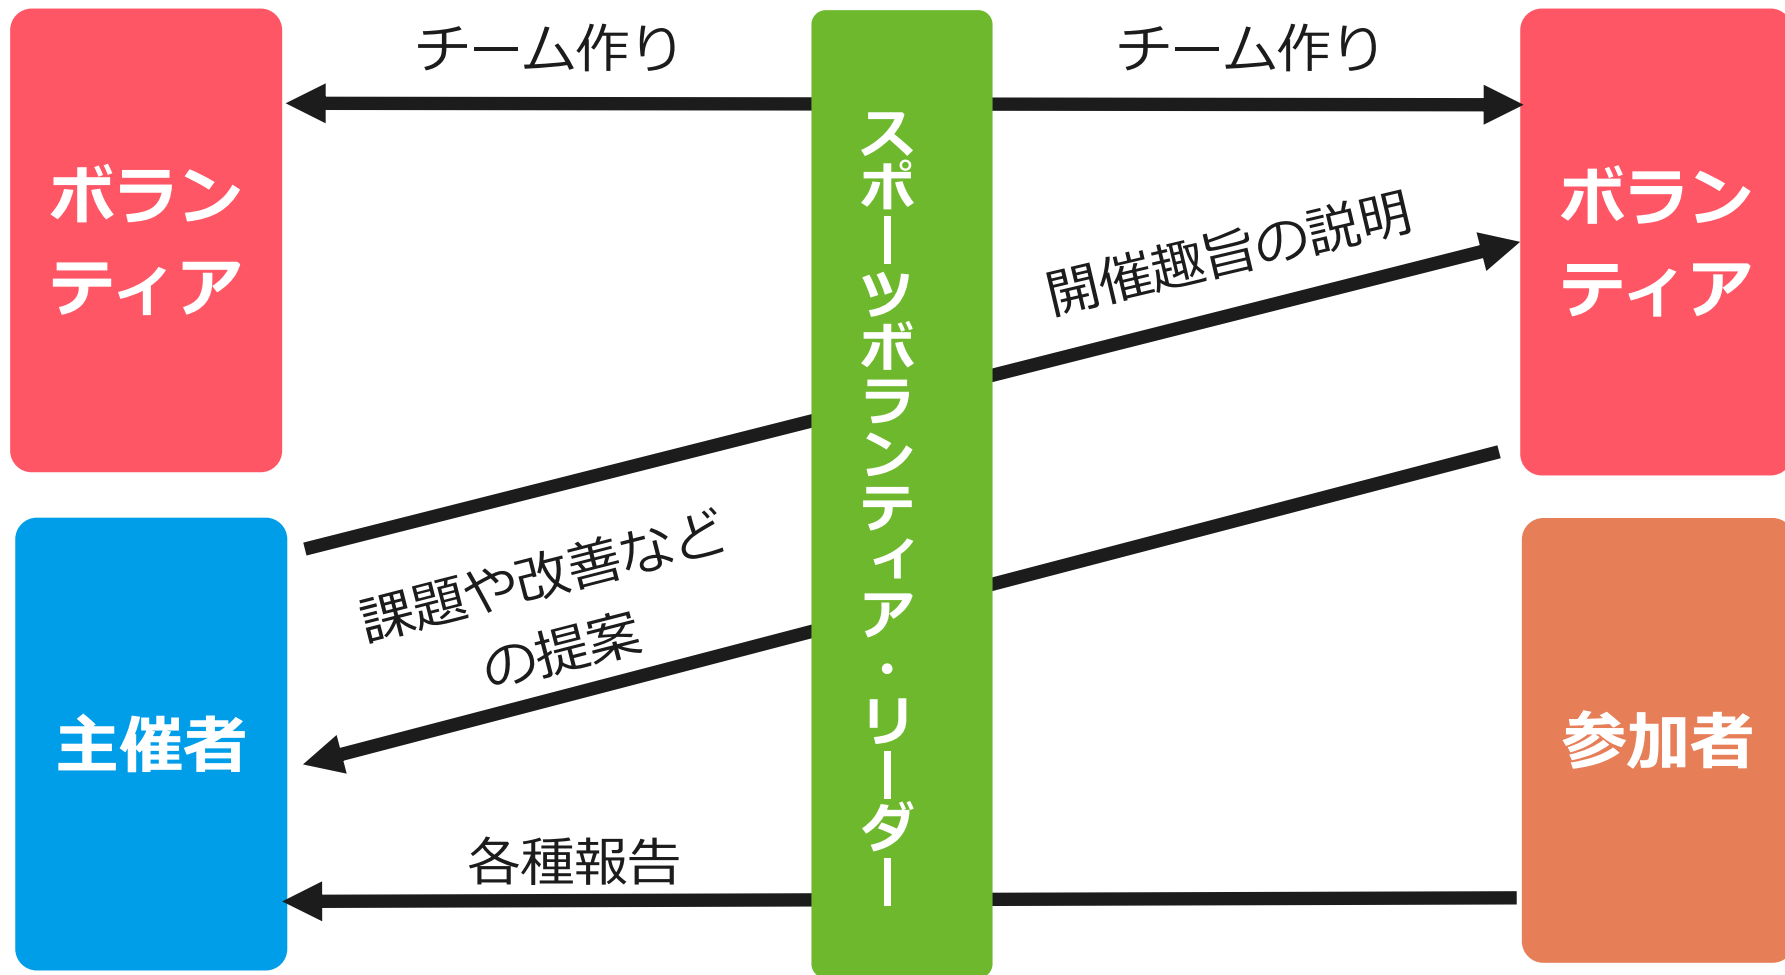 チーム作り
チーム作り
ボラン
ティア
スポーツボランティア・リーダー
ボラン
ティア
開催趣旨の説明
課題や改善など
の提案
主催者
参加者
各種報告